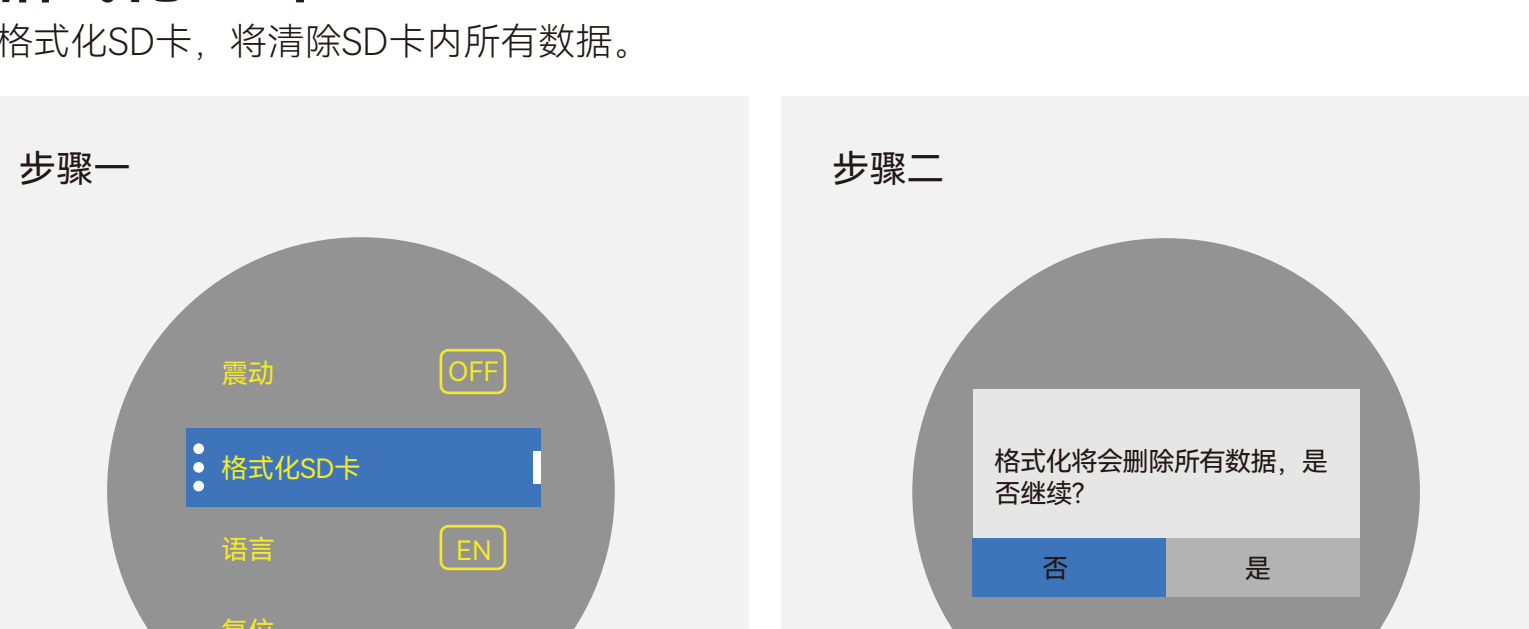 格式化SD卡，将清除SD卡内所有数据。
步骤一
震动
OFF
格式化SD卡
语言
EN
步骤二
格式化将会删除所有数据，是
否继续?
否
是